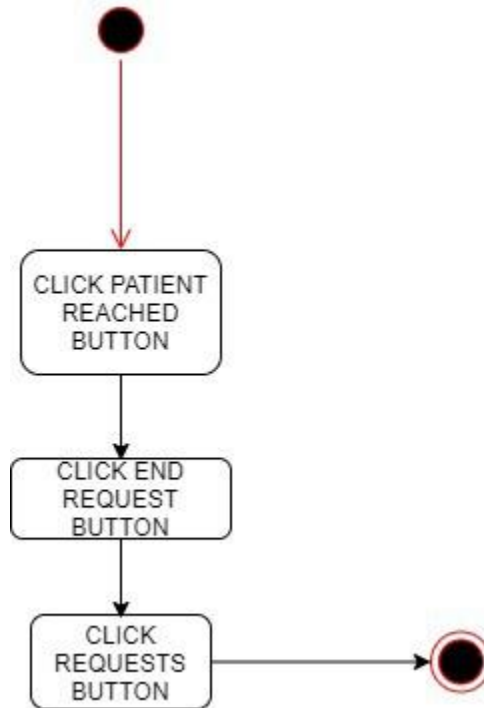 CLICK PATIENT
REACHED
BUTTON
CLICK END
REQUEST
BUTTON
CLICK
REQUESTS
BUTTON